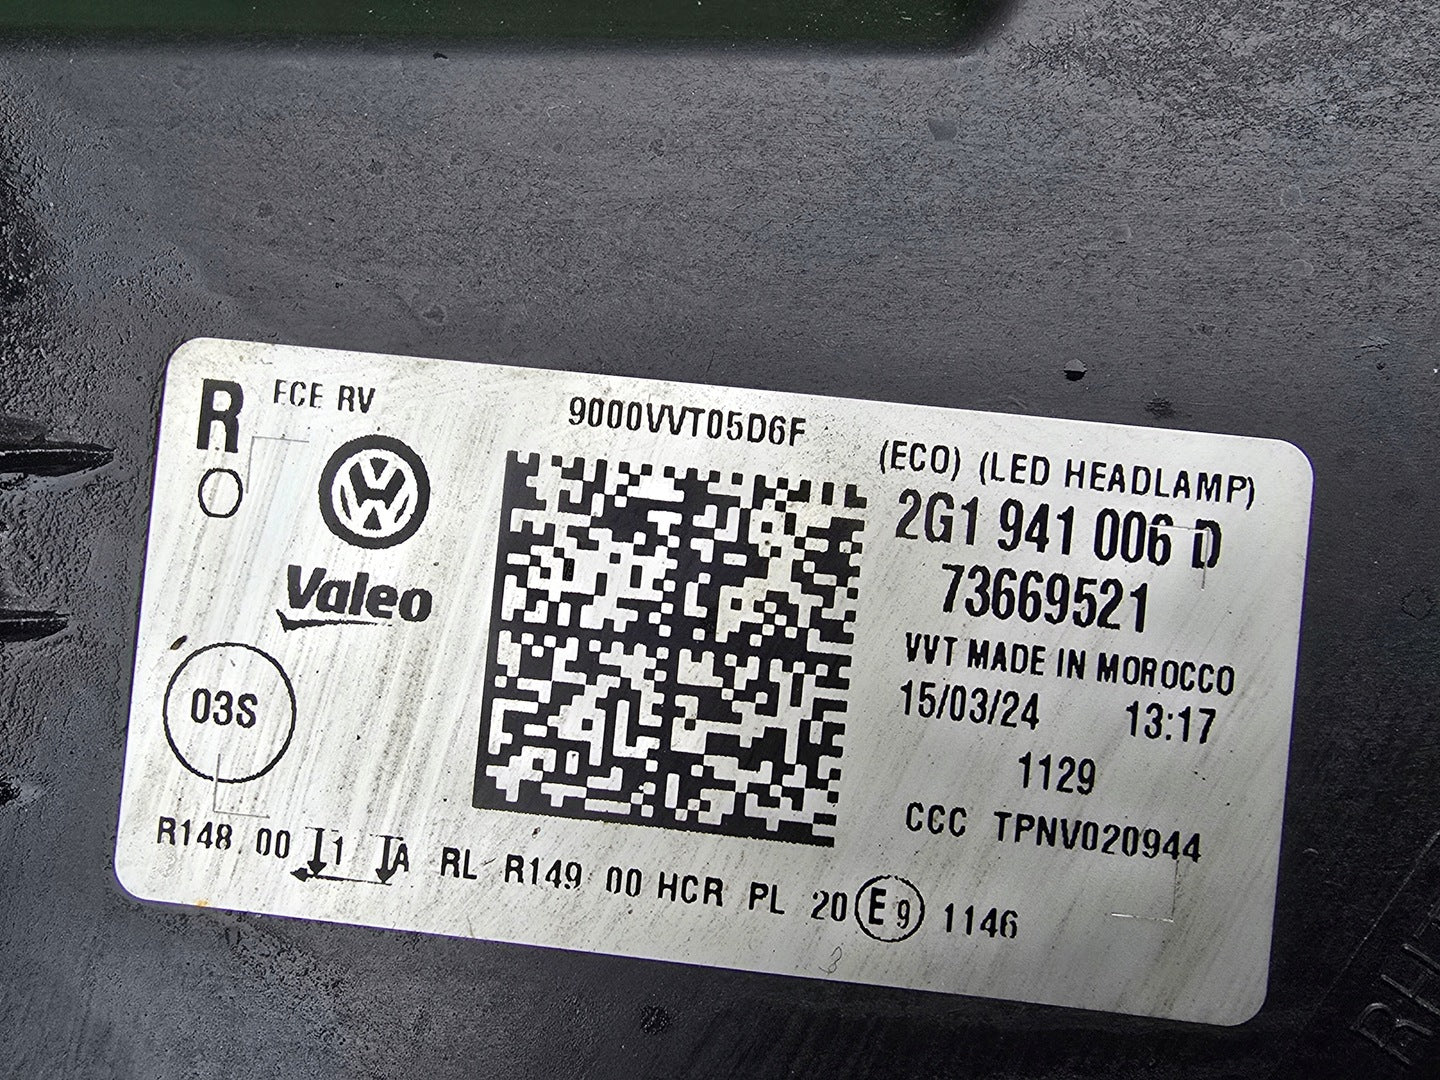 R ECE RV
9000VVT05D6F
Valeo
(ECO) (LED HEADLAMP)
2G1 941 006 D
73669521
VVT MADE IN MOROCCO
15/03/24 13:17
1129
CCC TPNV020944
03S
R148 00 1 A RL R149 00 HCR PL 20 E9 1146